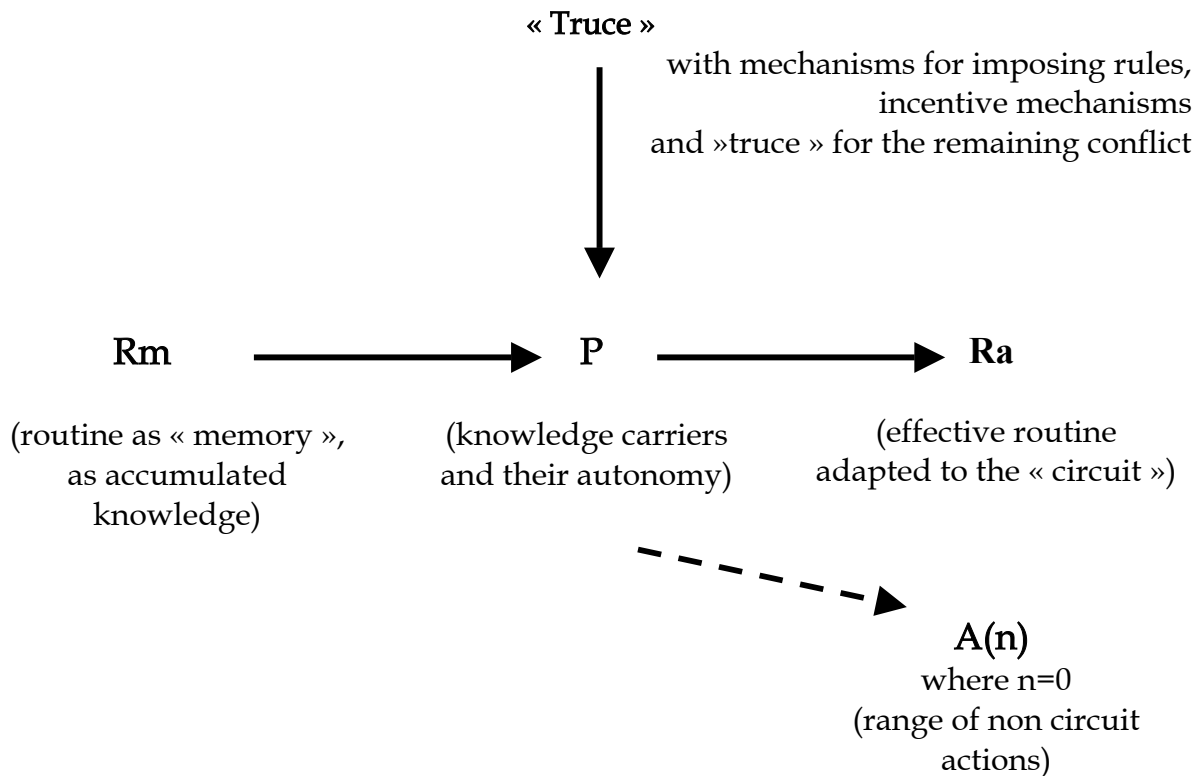 « Truce »
with mechanisms for imposing rules,
incentive mechanisms
and »truce » for the remaining conflict
Rm
P
Ra
(routine as « memory »,
as accumulated
knowledge)
(knowledge carriers
and their autonomy)
(effective routine
adapted to the « circuit »)
A(n)
where n=0
(range of non circuit
actions)